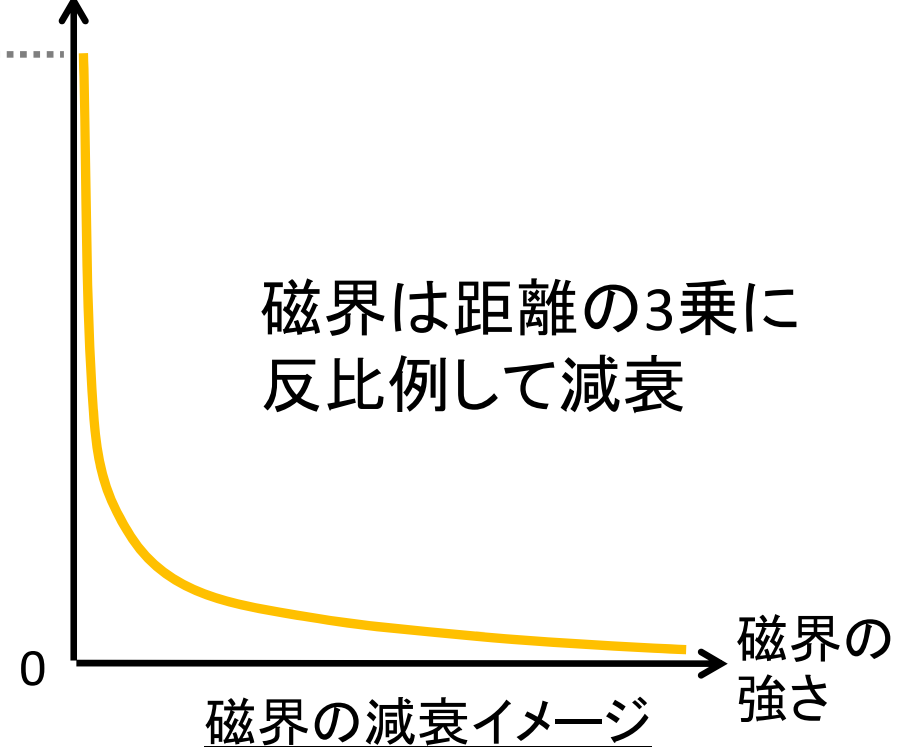 磁界は距離の3乗に
反比例して減衰
0
磁界の
強さ
磁界の減衰イメージ